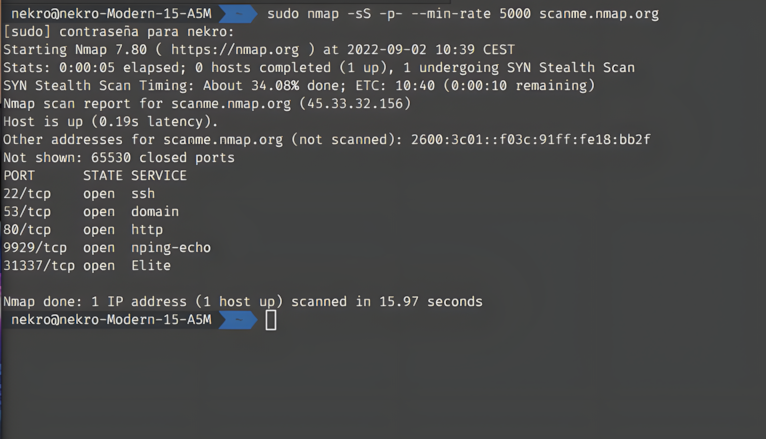 nekro@nekro-Modern-15-A5M ~ sudo nmap -sS -p- --min-rate 5000 scanme.nmap.org
[sudo] contraseña para nekro:
Starting Nmap 7.80 ( https://nmap.org ) at 2022-09-02 10:39 CEST
Stats: 0:00:05 elapsed; 0 hosts completed (1 up), 1 undergoing SYN Stealth Scan
SYN Stealth Scan Timing: About 34.08% done; ETC: 10:40 (0:00:10 remaining)
Nmap scan report for scanme.nmap.org (45.33.32.156)
Host is up (0.19s latency).
Other addresses for scanme.nmap.org (not scanned): 2600:3c01::f03c:91ff:fe18:bb2f
Not shown: 65530 closed ports
PORT      STATE SERVICE
22/tcp    open  ssh
53/tcp    open  domain
80/tcp    open  http
9929/tcp  open  nping-echo
31337/tcp open  Elite

Nmap done: 1 IP address (1 host up) scanned in 15.97 seconds
nekro@nekro-Modern-15-A5M ~